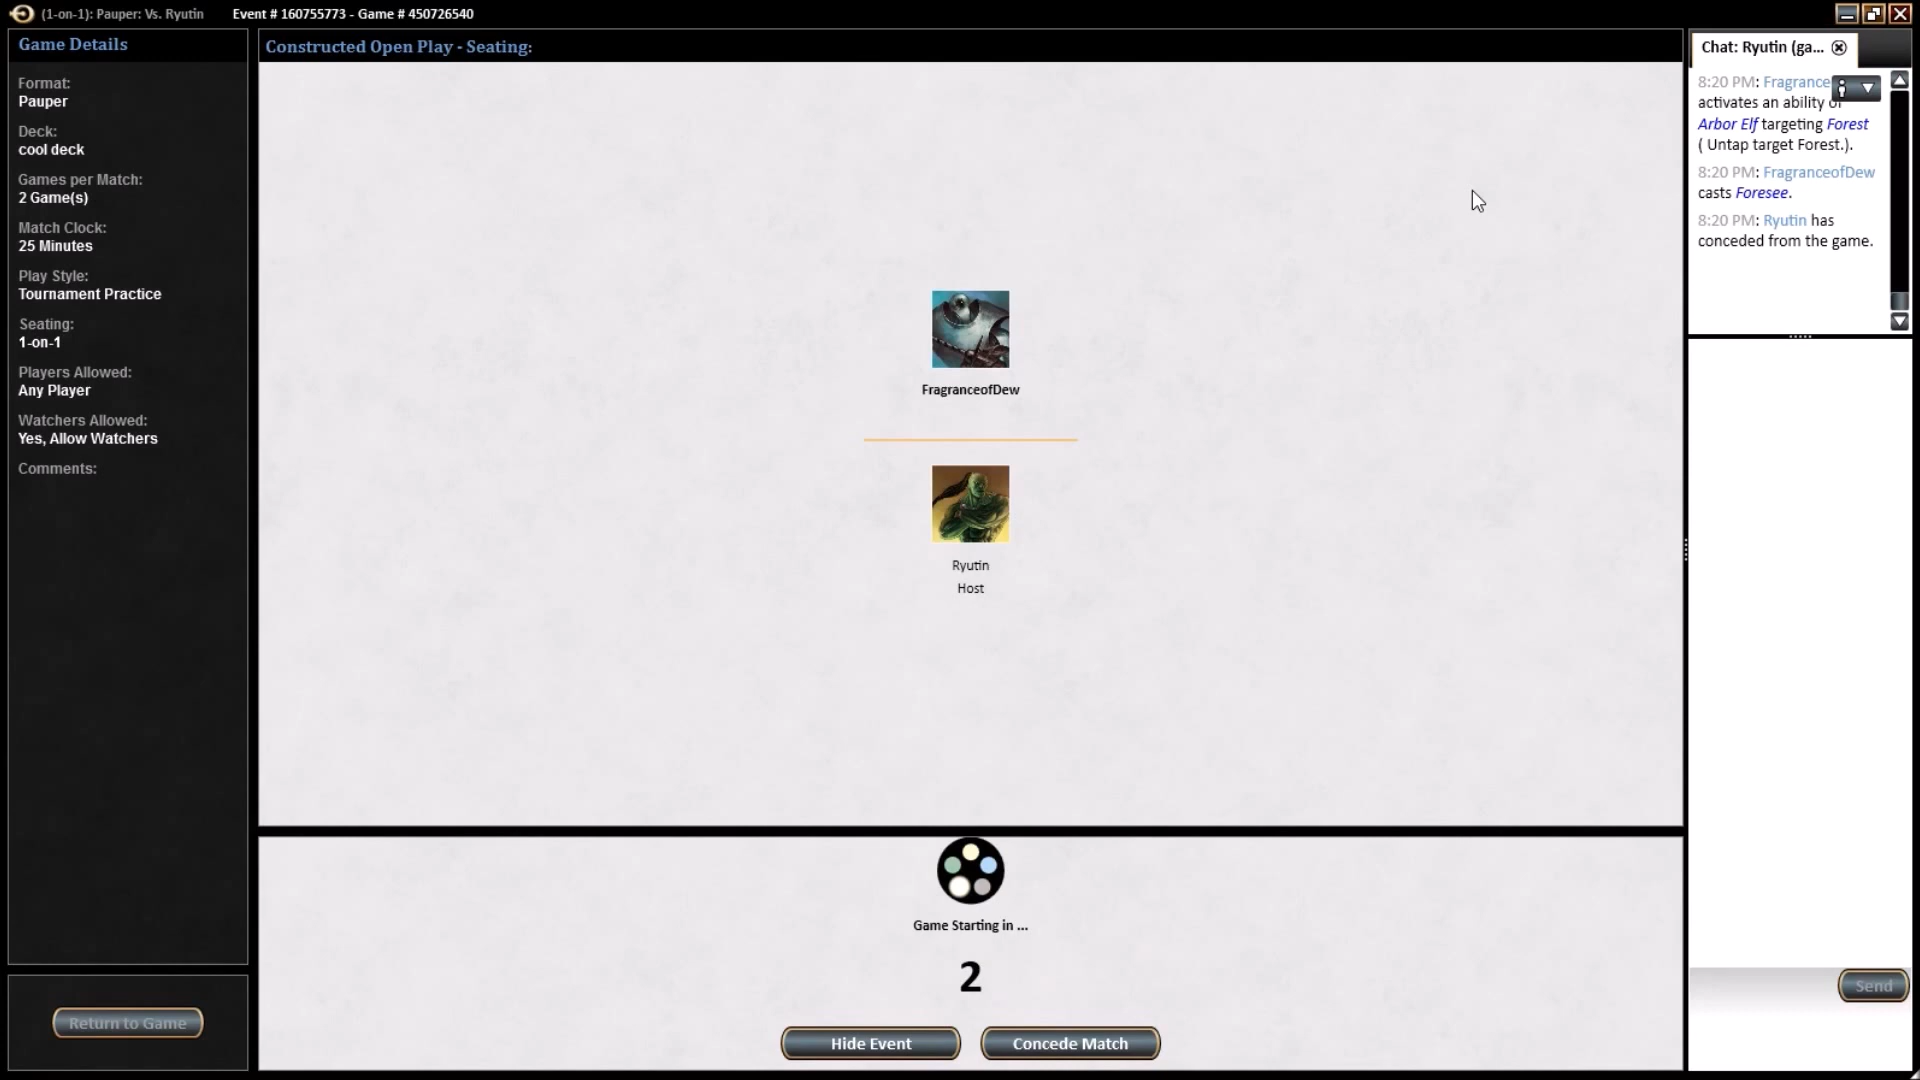 (1-on-1): Pauper: Vs. Ryutin Event # 160755773 - Game # 450726540
Game Details
Format:
Pauper
Deck:
cool deck
Games per Match:
2 Game(s)
Match Clock:
25 Minutes
Play Style:
Tournament Practice
Seating:
1-on-1
Players Allowed:
Any Player
Watchers Allowed:
Yes, Allow Watchers
Comments:
Return to Game
Constructed Open Play - Seating:
FragranceofDew
Ryutin
Host
Game Starting in ...
2
Hide Event Concede Match
Chat: Ryutin (ga...
8:20 PM: Fragrance
activates an ability of
Arbor Elf targeting Forest
( Untap target Forest.).
8:20 PM: FragranceofDew
casts Foresee.
8:20 PM: Ryutin has
conceded from the game.
Send